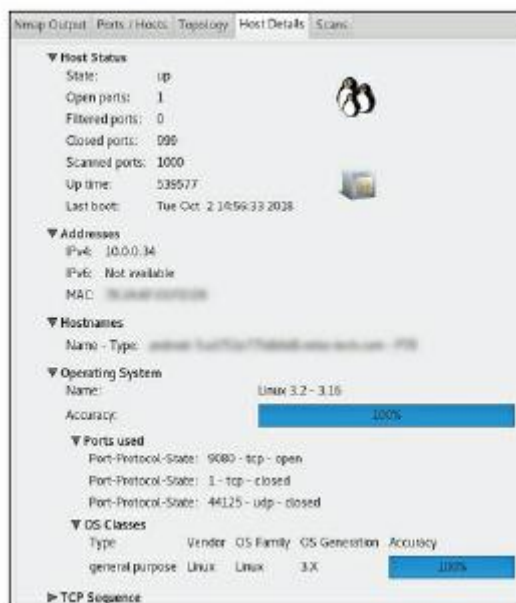 Nmap Output Ports / Hosts Topology Host Details Scans
▼ Host Status
State: up
Open ports: 1
Filtered ports: 0
Closed ports: 999
Scanned ports: 1000
Up time: 539577
Last boot: Tue Oct 2 14:56:33 2018
▼ Addresses
IPv4: 10.0.0.34
IPv6: Not available
MAC:
▼ Hostnames
Name - Type:
▼ Operating System
Name: Linux 3.2 - 3.16
Accuracy: 100%
▼ Ports used
Port-Protocol-State: 9080 - tcp - open
Port-Protocol-State: 1 - tcp - closed
Port-Protocol-State: 44125 - udp - closed
▼ OS Classes
Type Vendor OS Family OS Generation Accuracy
general purpose Linux Linux 3.X 100%
▶ TCP Sequence